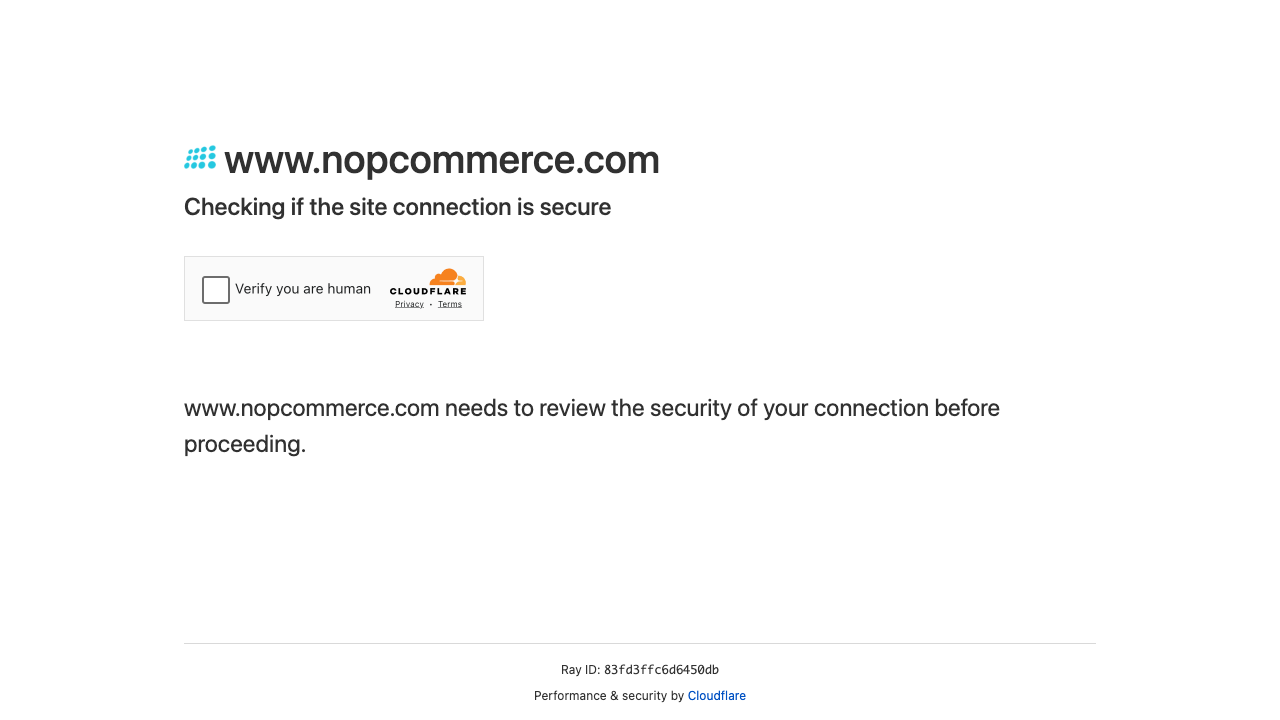 www.nopcommerce.com
Checking if the site connection is secure
Verify you are human
CLOUDFLARE
Privacy • Terms
www.nopcommerce.com needs to review the security of your connection before
proceeding.
Ray ID: 83fd3ffc6d6450db
Performance & security by Cloudflare